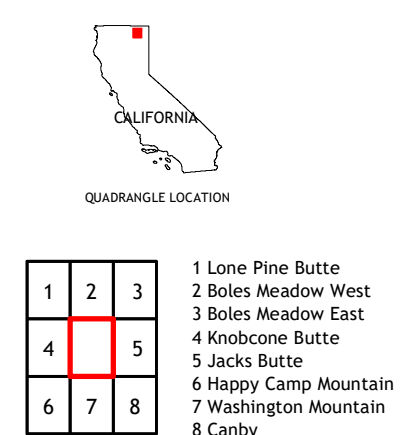 CALIFORNIA
QUADRANGLE LOCATION
1 2 3
4 5
6 7 8
1 Lone Pine Butte
2 Boles Meadow West
3 Boles Meadow East
4 Knobcone Butte
5 Jacks Butte
6 Happy Camp Mountain
7 Washington Mountain
8 Canby